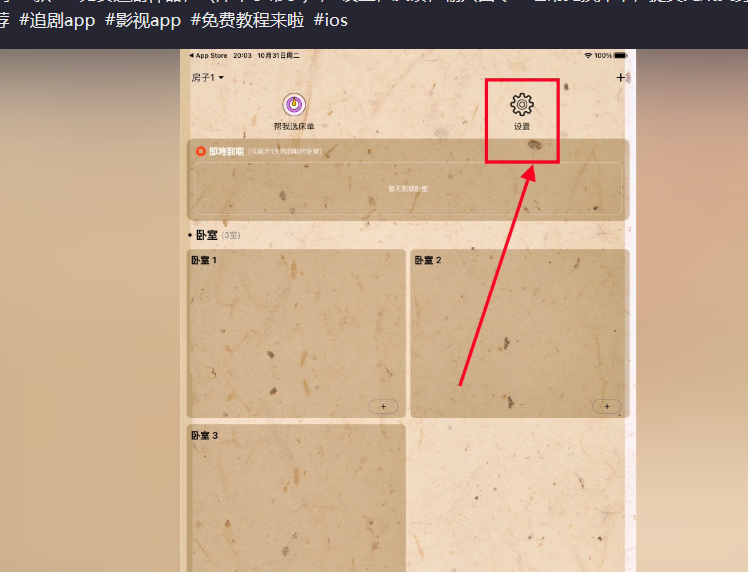 荐 #追剧app #影视app #免费教程来啦 #ios
◀ App Store 20:03 10月31日周二
100%
房子1
+
帮我选床单
设置
即将到期 (仅展示1天内到期的卧室)
暂无到期卧室
• 卧室 (3室)
卧室 1
卧室 2
+
+
卧室 3